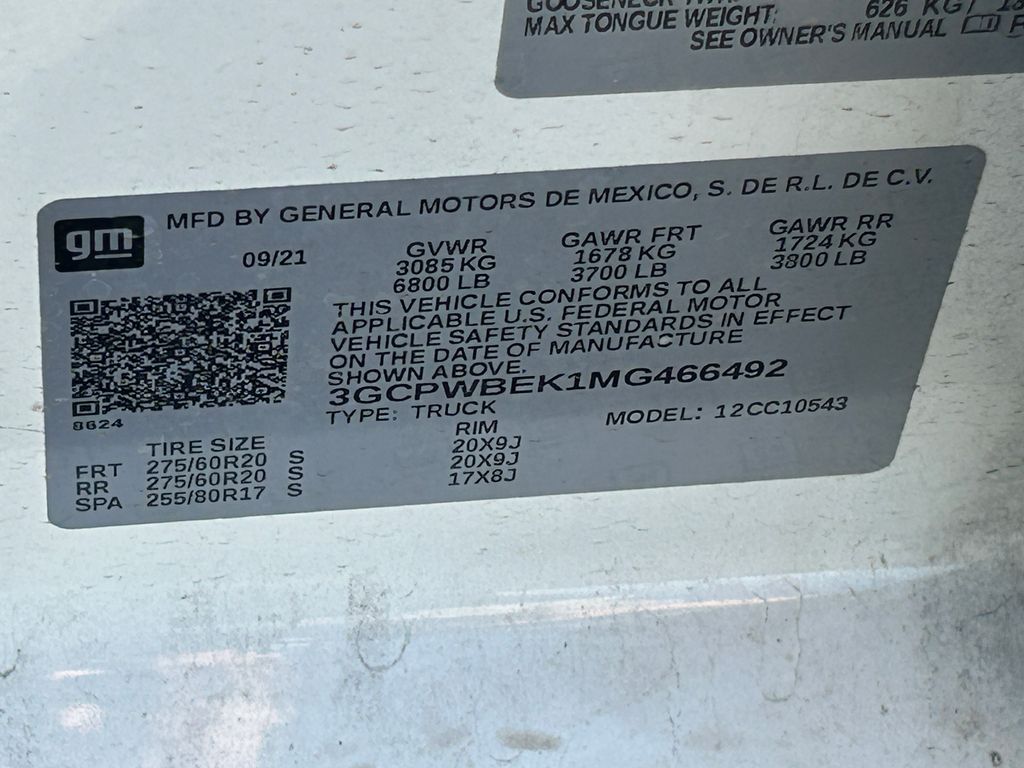 MAX TONGUE WEIGHT: 626 KG/
SEE OWNER'S MANUAL
gm
MFD BY GENERAL MOTORS DE MEXICO, S. DE R.L. DE C.V.
09/21 GVWR GAWR FRT GAWR RR
3085 KG 1678 KG 1724 KG
6800 LB 3700 LB 3800 LB
THIS VEHICLE CONFORMS TO ALL
APPLICABLE U.S. FEDERAL MOTOR
VEHICLE SAFETY STANDARDS IN EFFECT
ON THE DATE OF MANUFACTURE
SHOWN ABOVE.
3GCPWBEK1MG466492
8624
TYPE: TRUCK MODEL: 12CC10543
TIRE SIZE RIM
FRT 275/60R20 S 20X9J
RR 275/60R20 S 20X9J
SPA 255/80R17 S 17X8J